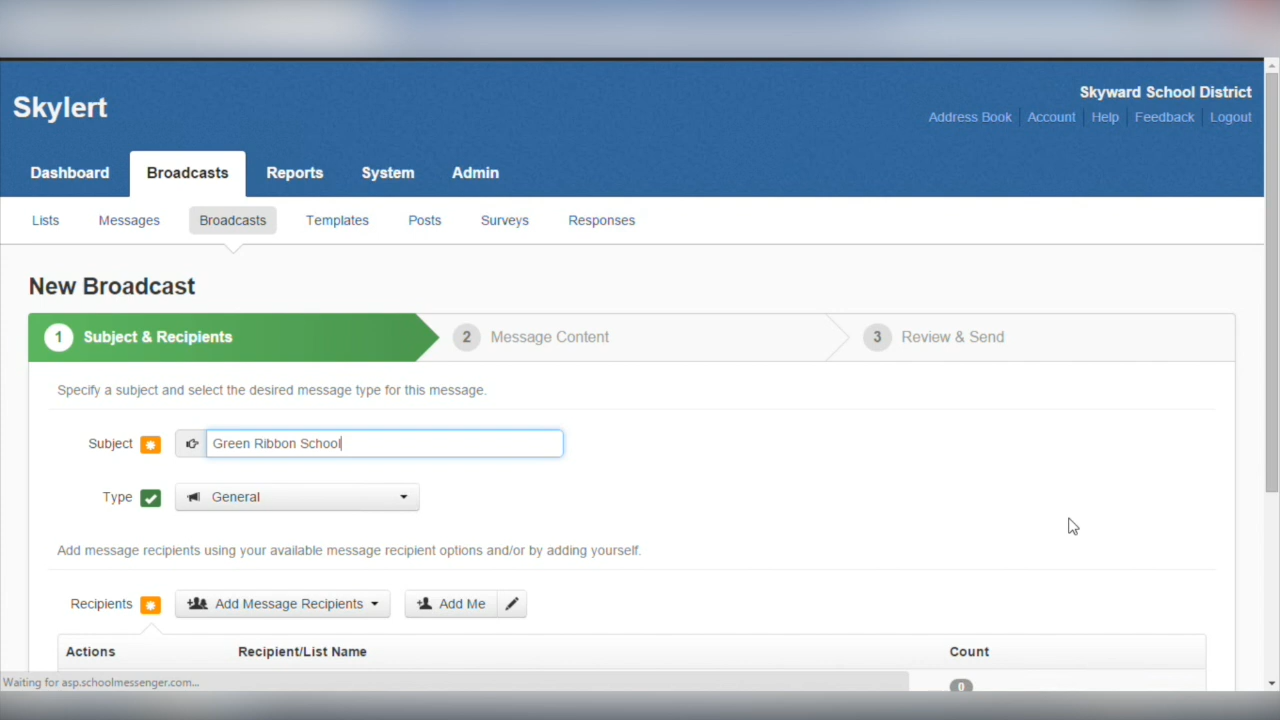 Skylert
Skyward School District
Address Book Account Help Feedback Logout
Dashboard Broadcasts Reports System Admin
Lists Messages Broadcasts Templates Posts Surveys Responses
New Broadcast
1 Subject & Recipients 2 Message Content 3 Review & Send
Specify a subject and select the desired message type for this message.
Subject Green Ribbon School
Type General
Add message recipients using your available message recipient options and/or by adding yourself.
Recipients Add Message Recipients Add Me
Actions Recipient/List Name Count
0
Waiting for asp.schoolmessenger.com...